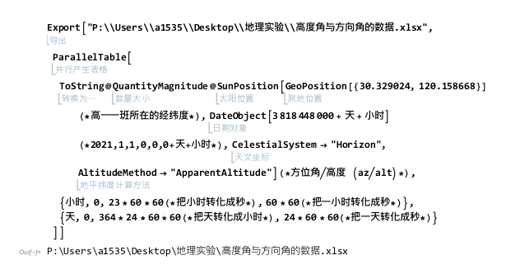 Export["P:\\Users\\a1535\\Desktop\\地理实验\\高度角与方向角的数据.xlsx",
导出
ParallelTable[
并行产生表格
ToString@QuantityMagnitude@SunPosition[GeoPosition[{30.329024, 120.158668}]
转换为⋯ 数量大小 太阳位置 测地位置
(*高一一班所在的经纬度*), DateObject[3 818 448 000 + 天 + 小时]
日期对象
(*2021,1,1,0,0,0+天+小时*), CelestialSystem → "Horizon",
天文坐标
AltitudeMethod → "ApparentAltitude"] (*方位角/高度 (az/alt) *),
地平纬度计算方法
{小时, 0, 23 * 60 * 60 (*把小时转化成秒*), 60 * 60 (*把一小时转化成秒*)},
{天, 0, 364 * 24 * 60 * 60 (*把天转化成小时*), 24 * 60 * 60 (*把一天转化成秒*)}
]]
P:\Users\a1535\Desktop\地理实验\高度角与方向角的数据.xlsx